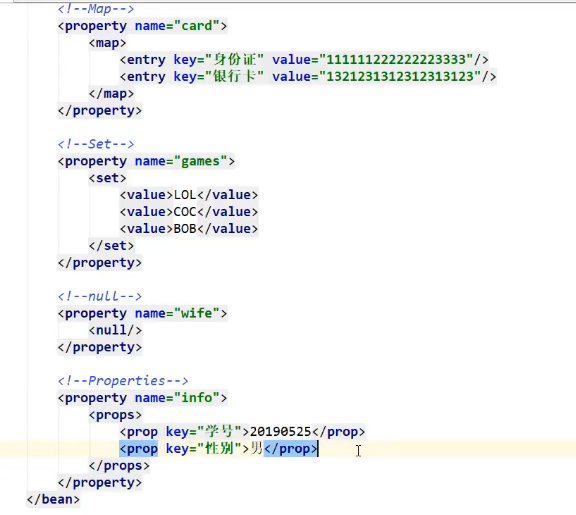 <!--Map-->
<property name="card">
<map>
<entry key="身份证" value="111111222222223333"/>
<entry key="银行卡" value="1321231312312313123"/>
</map>
</property>
<!--Set-->
<property name="games">
<set>
<value>LOL</value>
<value>COC</value>
<value>BOB</value>
</set>
</property>
<!--null-->
<property name="wife">
<null/>
</property>
<!--Properties-->
<property name="info">
<props>
<prop key="学号">20190525</prop>
<prop key="性别">男</prop>
</props>
</property>
</bean>